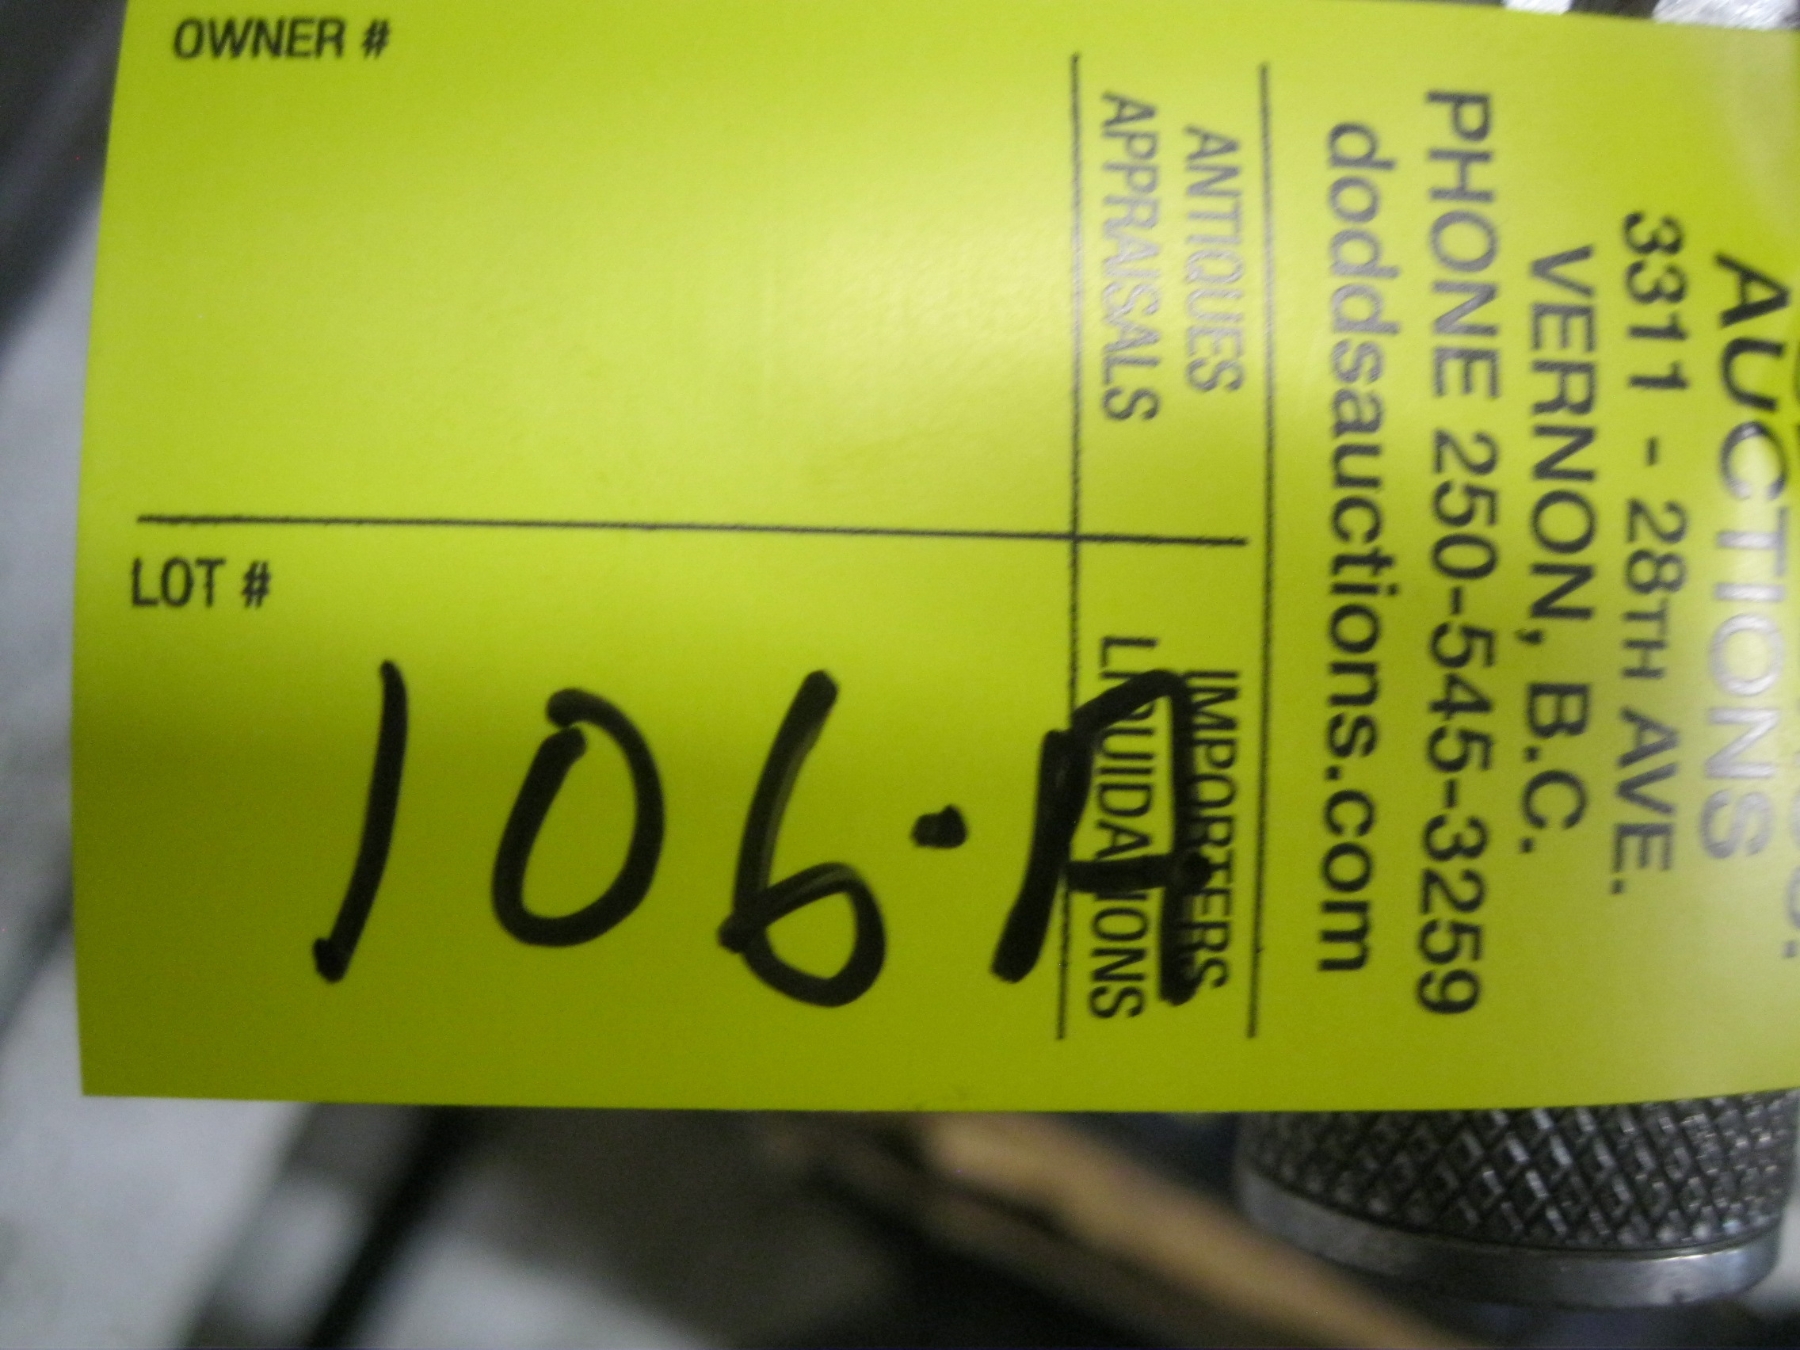 AUCTIONS
3311 - 28TH AVE.
VERNON, B.C.
PHONE 250-545-3259
doddsauctions.com
ANTIQUES IMPORTERS
APPRAISALS LIQUIDATIONS
OWNER #
LOT #
106-A